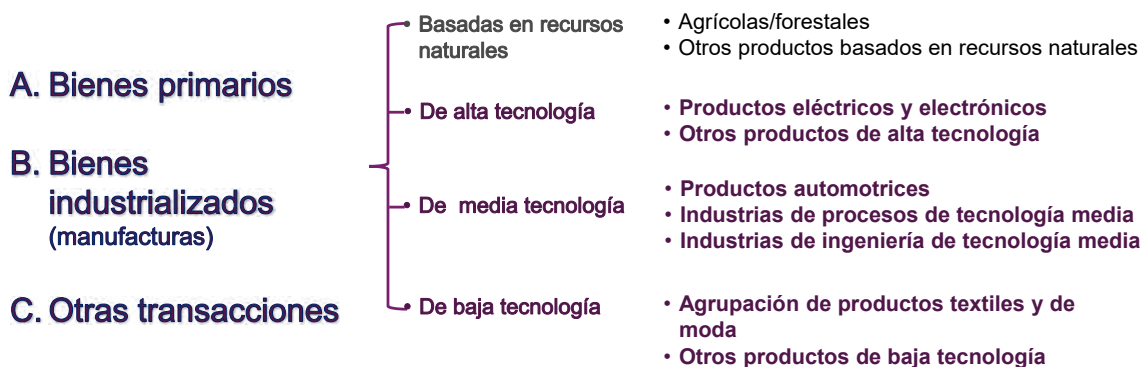 A. Bienes primarios
B. Bienes
industrializados
(manufacturas)
C. Otras transacciones
• Basadas en recursos
naturales
• De alta tecnología
• De  media tecnología
• De baja tecnología
• Agrícolas/forestales
• Otros productos basados en recursos naturales
• Productos eléctricos y electrónicos
• Otros productos de alta tecnología
• Productos automotrices
• Industrias de procesos de tecnología media
• Industrias de ingeniería de tecnología media
• Agrupación de productos textiles y de
moda
• Otros productos de baja tecnología